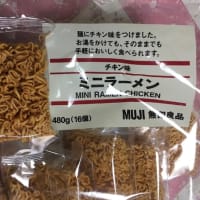 麺にチキン味をつけました。
お湯をかけても、そのままでも
手軽においしく食べられます。
チキン味
ミニラーメン
MINI RAMEN CHICKEN
480g(16個)
MUJI 無印良品